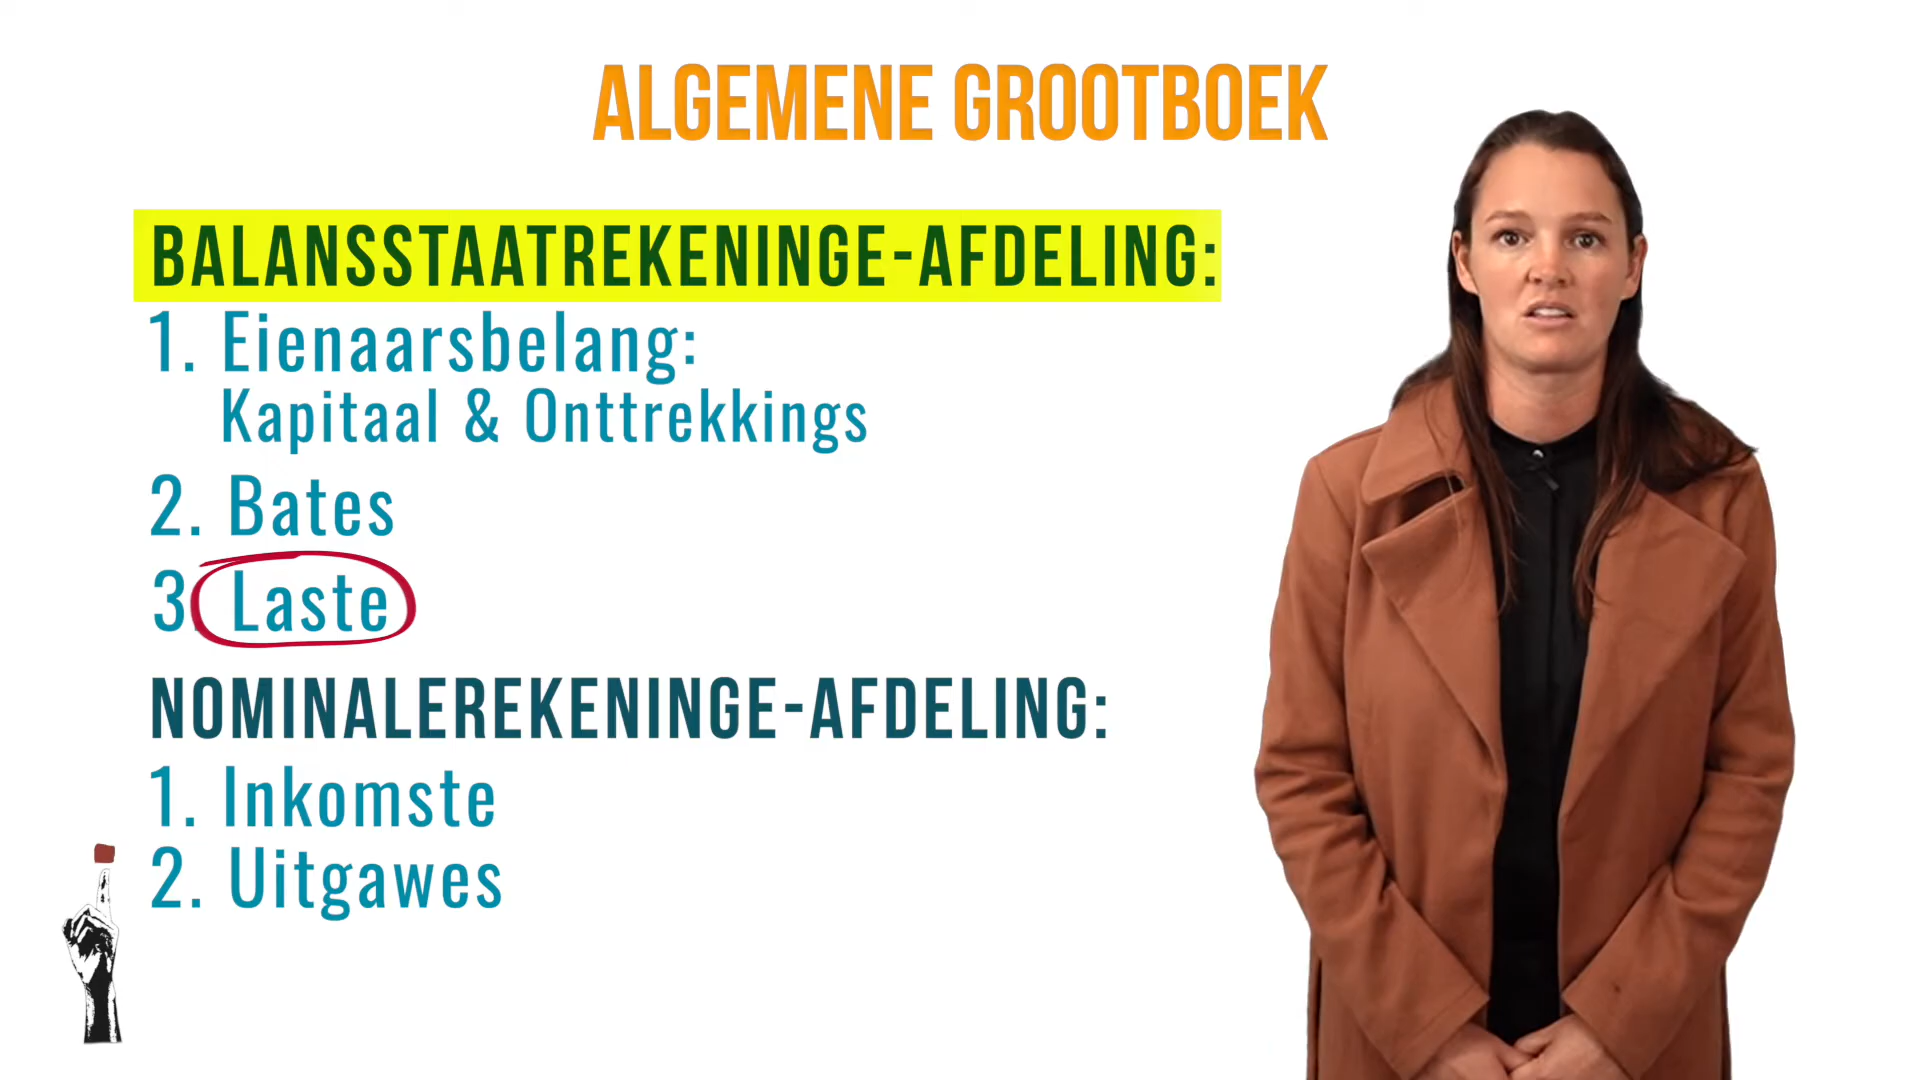 ALGEMENE GROOTBOEK
BALANSSTAATREKENINGE-AFDELING:
1. Eienaarsbelang:
Kapitaal & Onttrekkings
2. Bates
3. Laste
NOMINALEREKENINGE-AFDELING:
1. Inkomste
2. Uitgawes